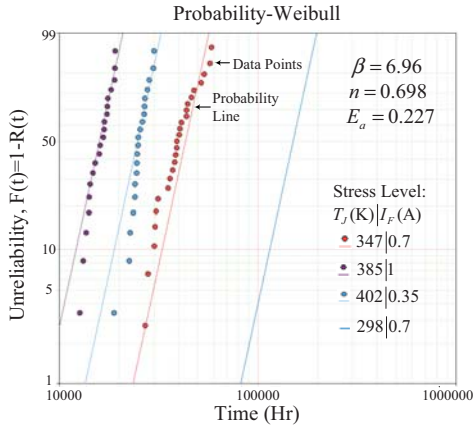 Probability-Weibull
Unreliability, F(t)=1-R(t)
99
50
10
5
1
10000
100000
1000000
Time (Hr)
Data Points
Probability
Line
β = 6.96
n = 0.698
Eₐ = 0.227
Stress Level:
T_J(K)|I_F(A)
347|0.7
385|1
402|0.35
298|0.7